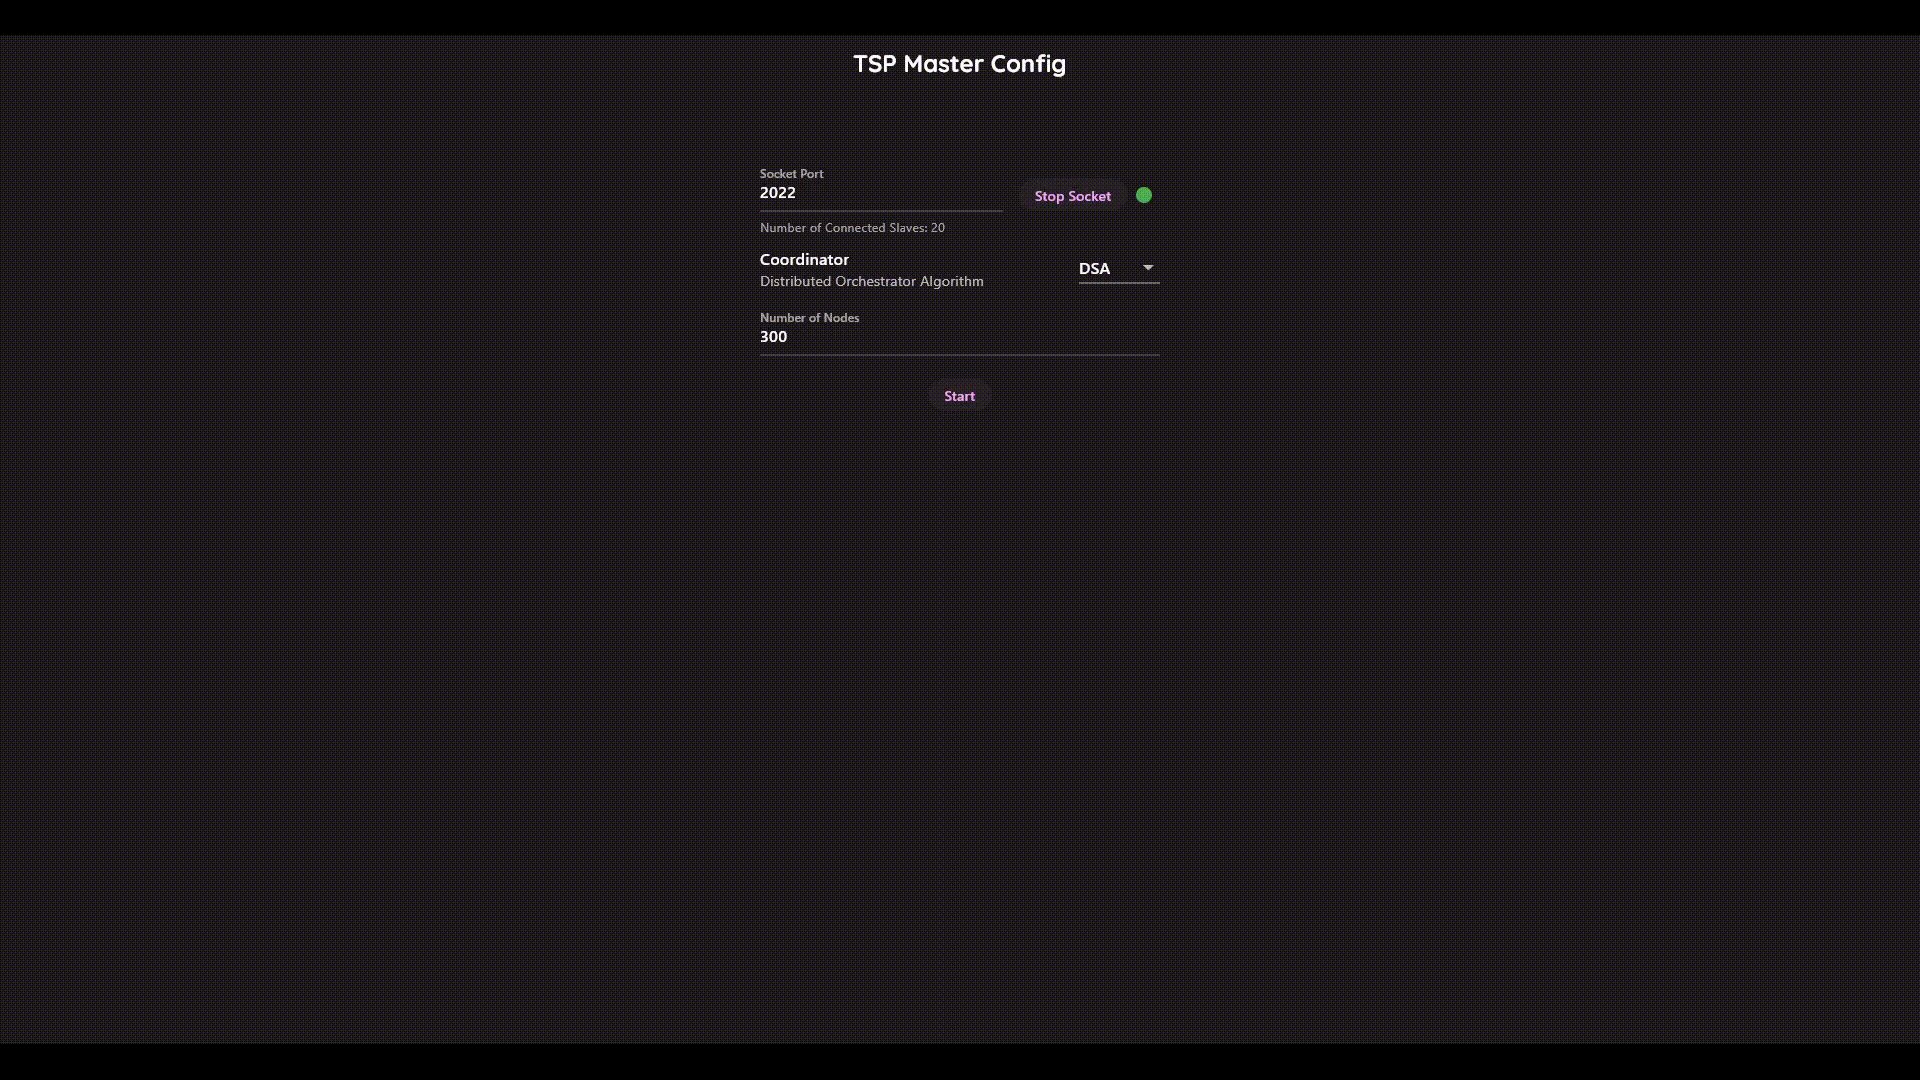 TSP Master Config
Socket Port
2022
Stop Socket
Number of Connected Slaves: 20
Coordinator
Distributed Orchestrator Algorithm
DSA
Number of Nodes
300
Start